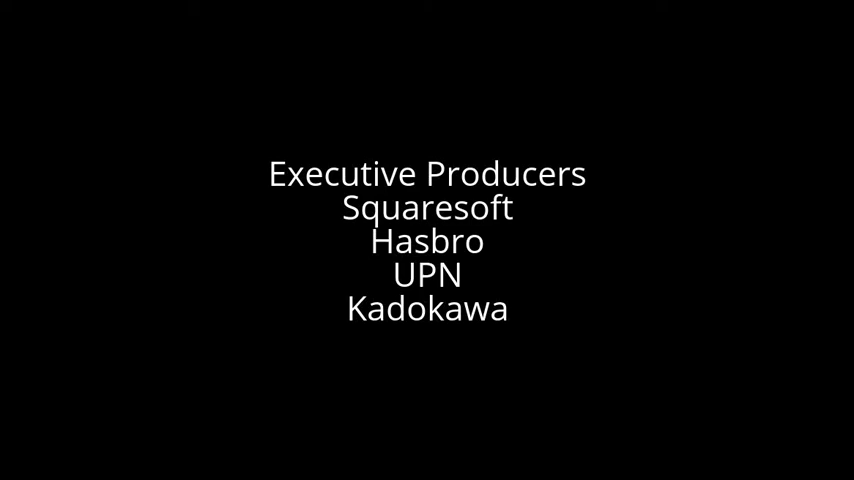 Executive Producers
Squaresoft
Hasbro
UPN
Kadokawa